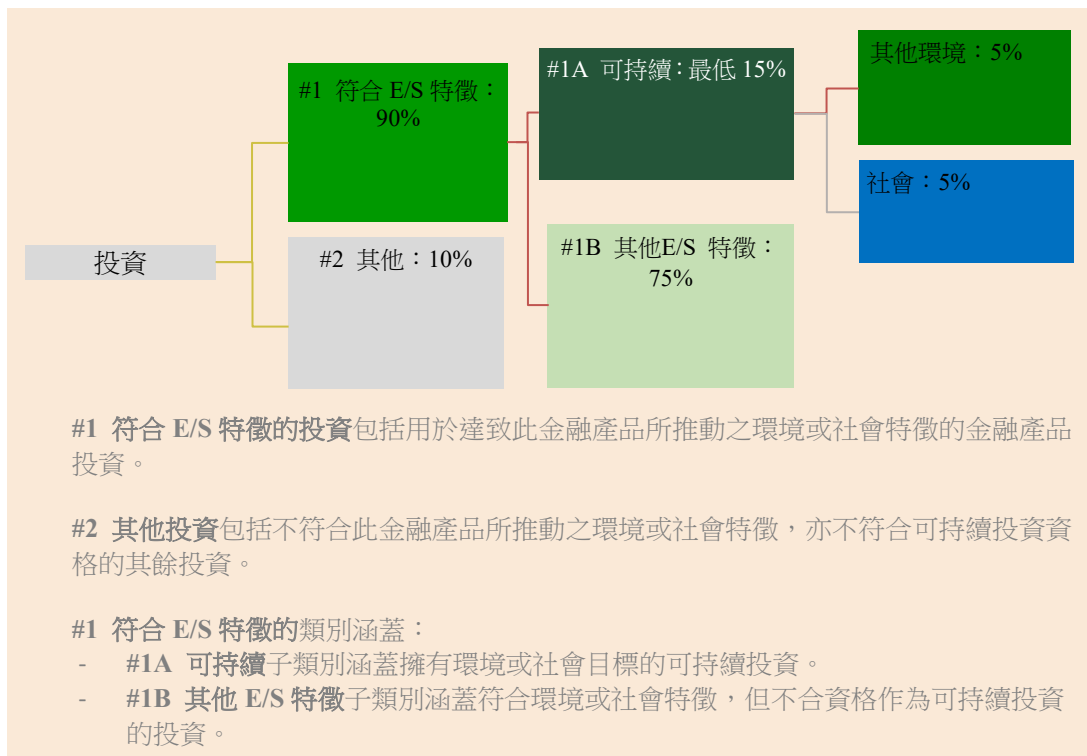 投資
#1 符合 E/S 特徵：
90%
#2 其他：10%
#1A 可持續：最低 15%
#1B 其他E/S 特徵：
75%
其他環境：5%
社會：5%
#1 符合 E/S 特徵的投資包括用於達致此金融產品所推動之環境或社會特徵的金融產品
投資。
#2 其他投資包括不符合此金融產品所推動之環境或社會特徵，亦不符合可持續投資資
格的其餘投資。
#1 符合 E/S 特徵的類別涵蓋：
- #1A 可持續子類別涵蓋擁有環境或社會目標的可持續投資。
- #1B 其他 E/S 特徵子類別涵蓋符合環境或社會特徵，但不合資格作為可持續投資
的投資。